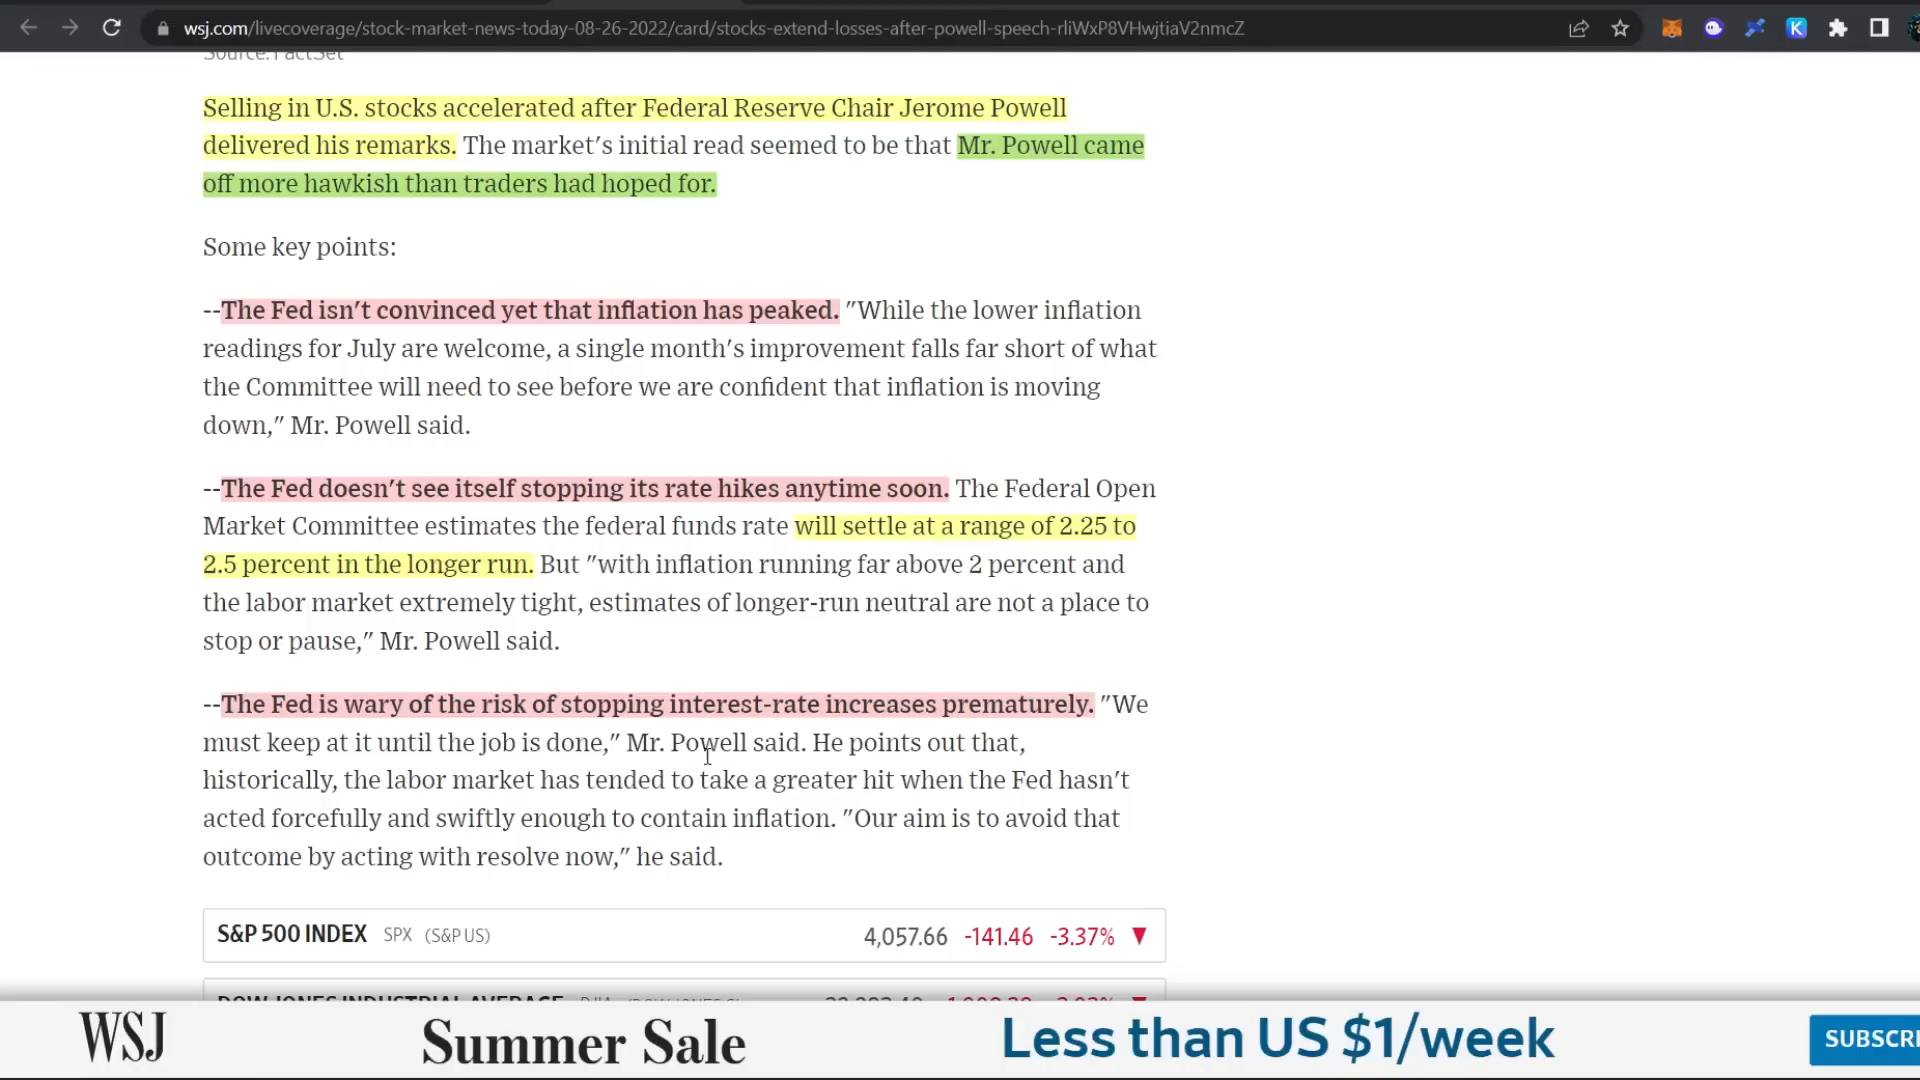 wsj.com/livecoverage/stock-market-news-today-08-26-2022/card/stocks-extend-losses-after-powell-speech-rliWxP8VHwjtiaV2nmcZ
K
Source: FactSet
Selling in U.S. stocks accelerated after Federal Reserve Chair Jerome Powell
delivered his remarks. The market's initial read seemed to be that Mr. Powell came
off more hawkish than traders had hoped for.
Some key points:
--The Fed isn't convinced yet that inflation has peaked. "While the lower inflation
readings for July are welcome, a single month's improvement falls far short of what
the Committee will need to see before we are confident that inflation is moving
down," Mr. Powell said.
--The Fed doesn't see itself stopping its rate hikes anytime soon. The Federal Open
Market Committee estimates the federal funds rate will settle at a range of 2.25 to
2.5 percent in the longer run. But "with inflation running far above 2 percent and
the labor market extremely tight, estimates of longer-run neutral are not a place to
stop or pause," Mr. Powell said.
--The Fed is wary of the risk of stopping interest-rate increases prematurely. "We
must keep at it until the job is done," Mr. Powell said. He points out that,
historically, the labor market has tended to take a greater hit when the Fed hasn't
acted forcefully and swiftly enough to contain inflation. "Our aim is to avoid that
outcome by acting with resolve now," he said.
S&P 500 INDEX SPX (S&P US) 4,057.66 -141.46 -3.37% ▼
DOW JONES INDUSTRIAL AVERAGE
WSJ Summer Sale Less than US $1/week SUBSCRI